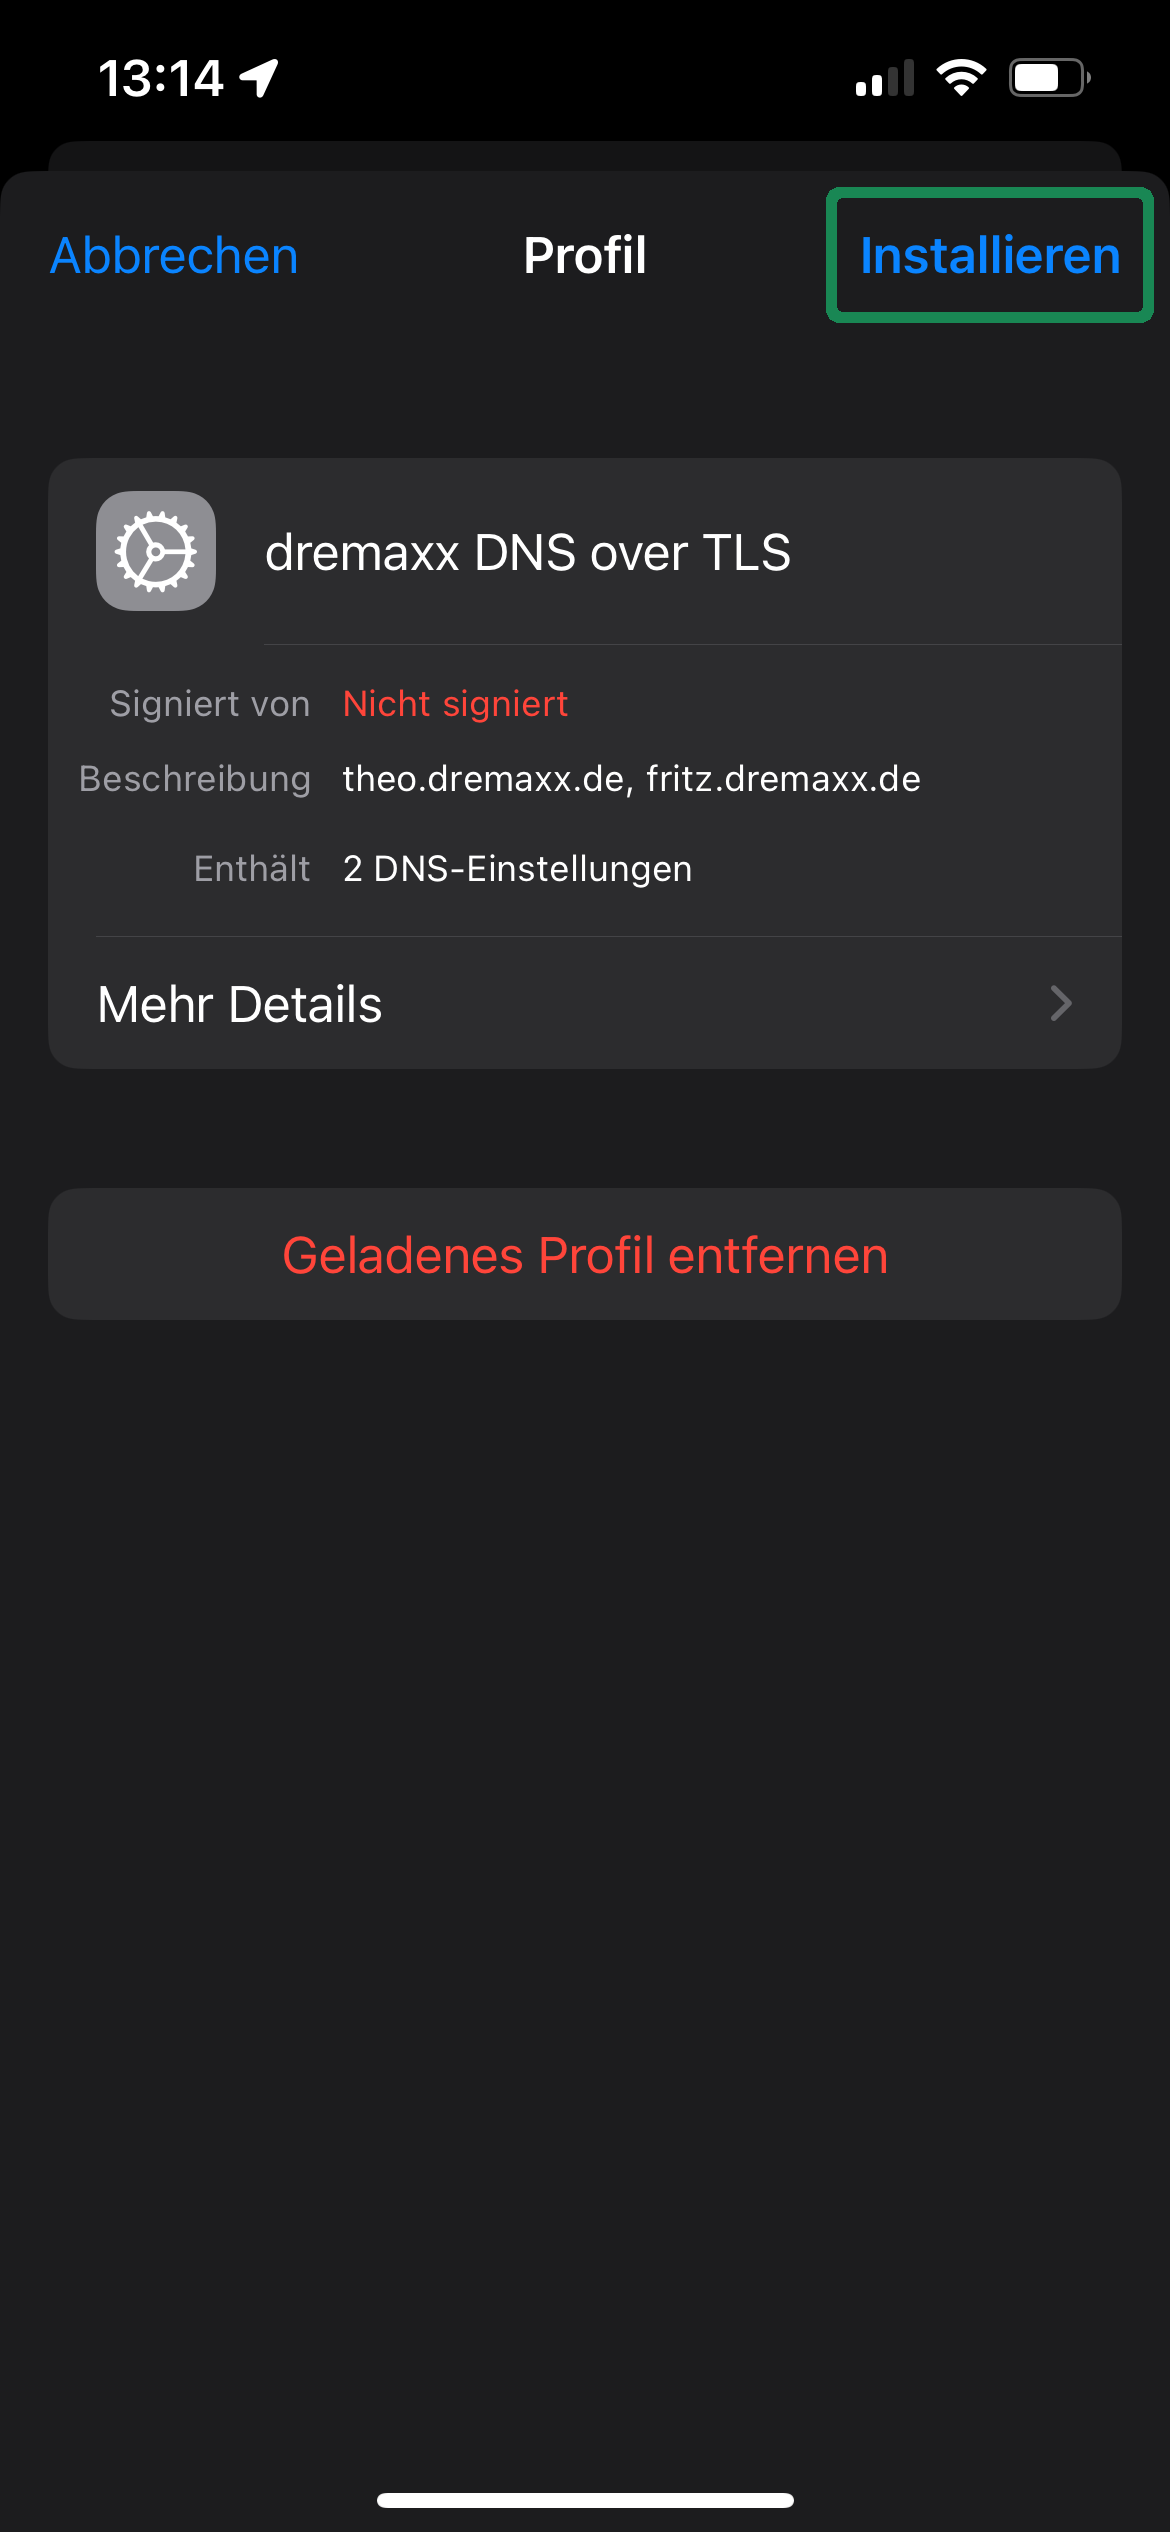 13:14
Abbrechen Profil Installieren
dremaxx DNS over TLS
Signiert von Nicht signiert
Beschreibung theo.dremaxx.de, fritz.dremaxx.de
Enthält 2 DNS-Einstellungen
Mehr Details
Geladenes Profil entfernen